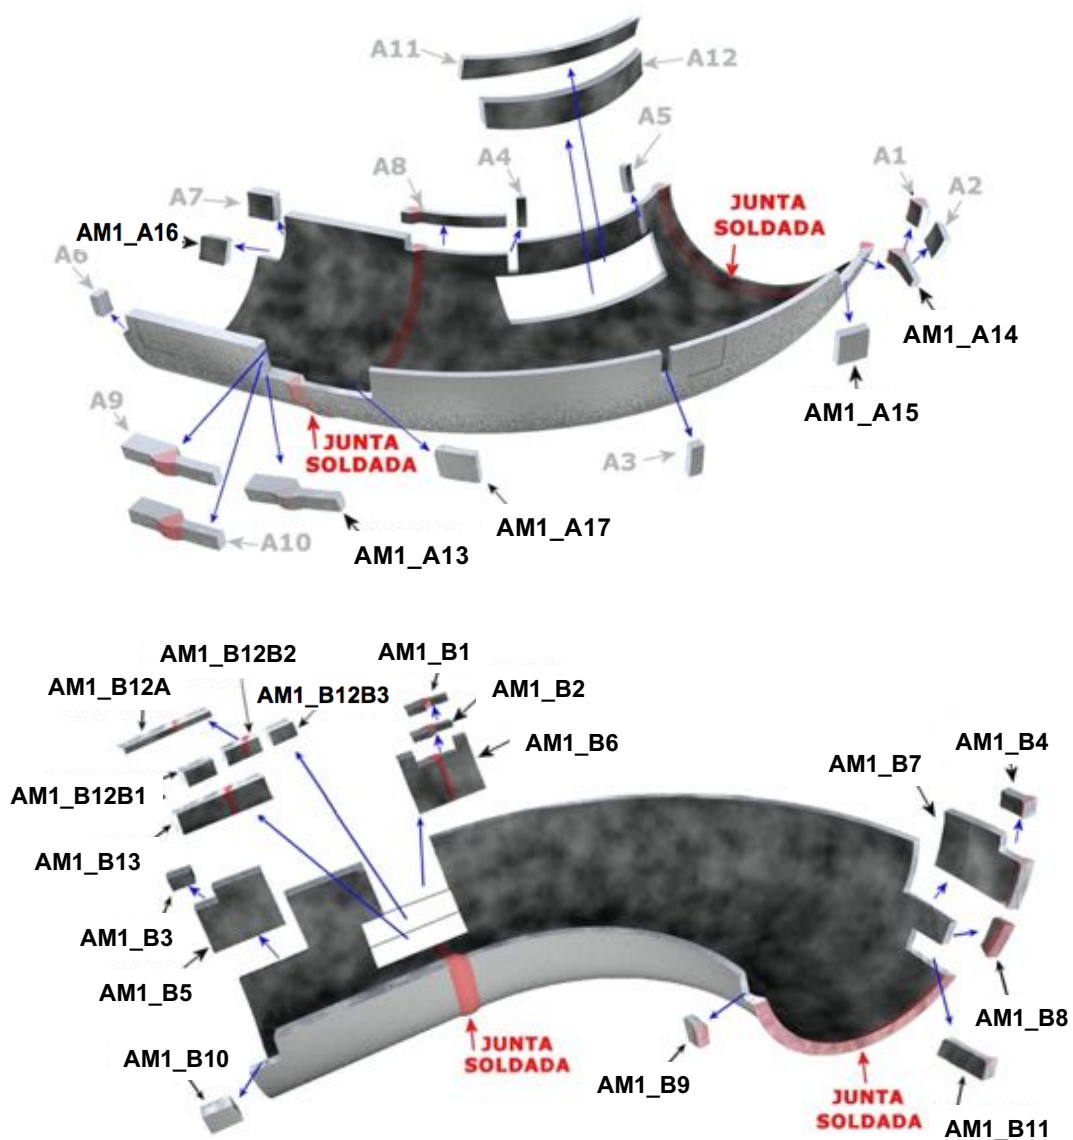 A11
A12
A5
A4
A8
A7
A1
A2
JUNTA
SOLDADA
AM1_A16
A6
AM1_A14
A9
AM1_A15
JUNTA
SOLDADA
A3
AM1_A17
A10
AM1_A13
AM1_B12B2
AM1_B1
AM1_B12A
AM1_B12B3
AM1_B2
AM1_B6
AM1_B4
AM1_B7
AM1_B12B1
AM1_B13
AM1_B3
AM1_B5
AM1_B8
AM1_B10
JUNTA
SOLDADA
AM1_B9
JUNTA
SOLDADA
AM1_B11